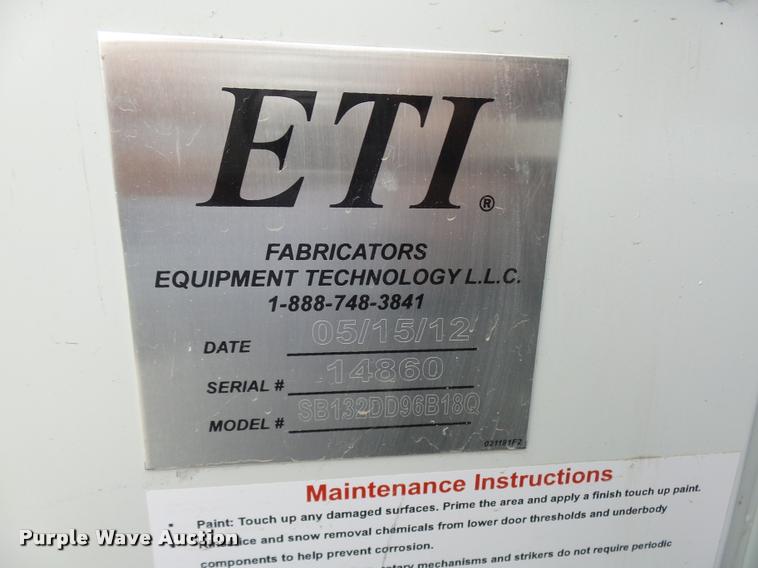 ETI®
FABRICATORS
EQUIPMENT TECHNOLOGY L.L.C.
1-888-748-3841
DATE 05/15/12
SERIAL # 14860
MODEL # SB132DD96B18Q
021181F2
Maintenance Instructions
• Paint: Touch up any damaged surfaces. Prime the area and apply a finish touch up paint.
ice and snow removal chemicals from lower door thresholds and underbody
components to help prevent corrosion.
mechanisms and strikers do not require periodic
Purple Wave Auction